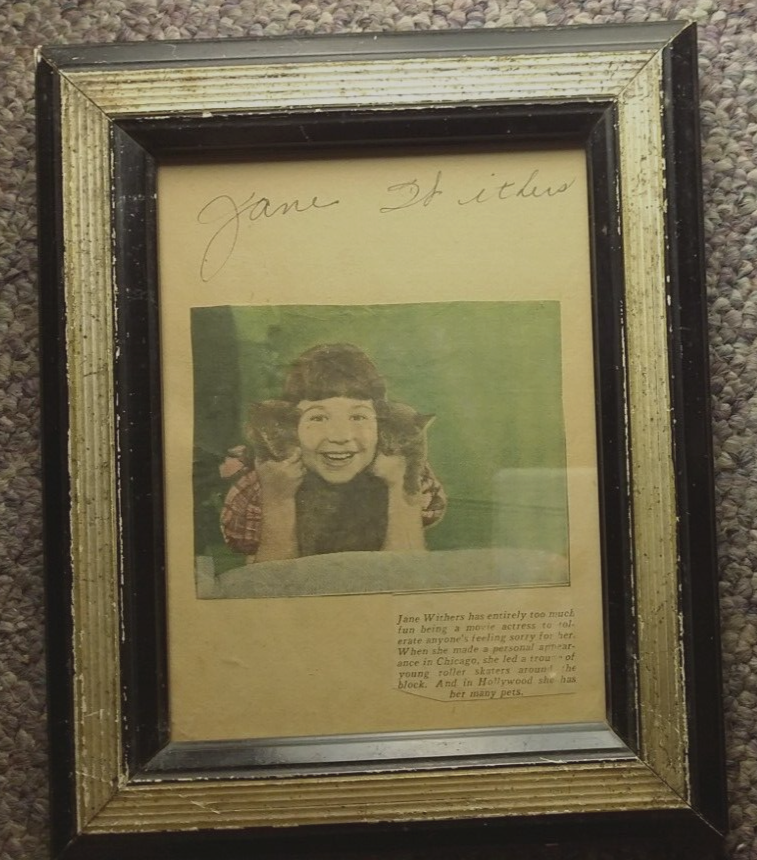 Jane Withers
Jane Withers has entirely too much
fun being a movie actress to tol-
erate anyone's feeling sorry for her.
When she made a personal appear-
ance in Chicago, she led a troupe of
young roller skaters around the
block. And in Hollywood she has
her many pets.